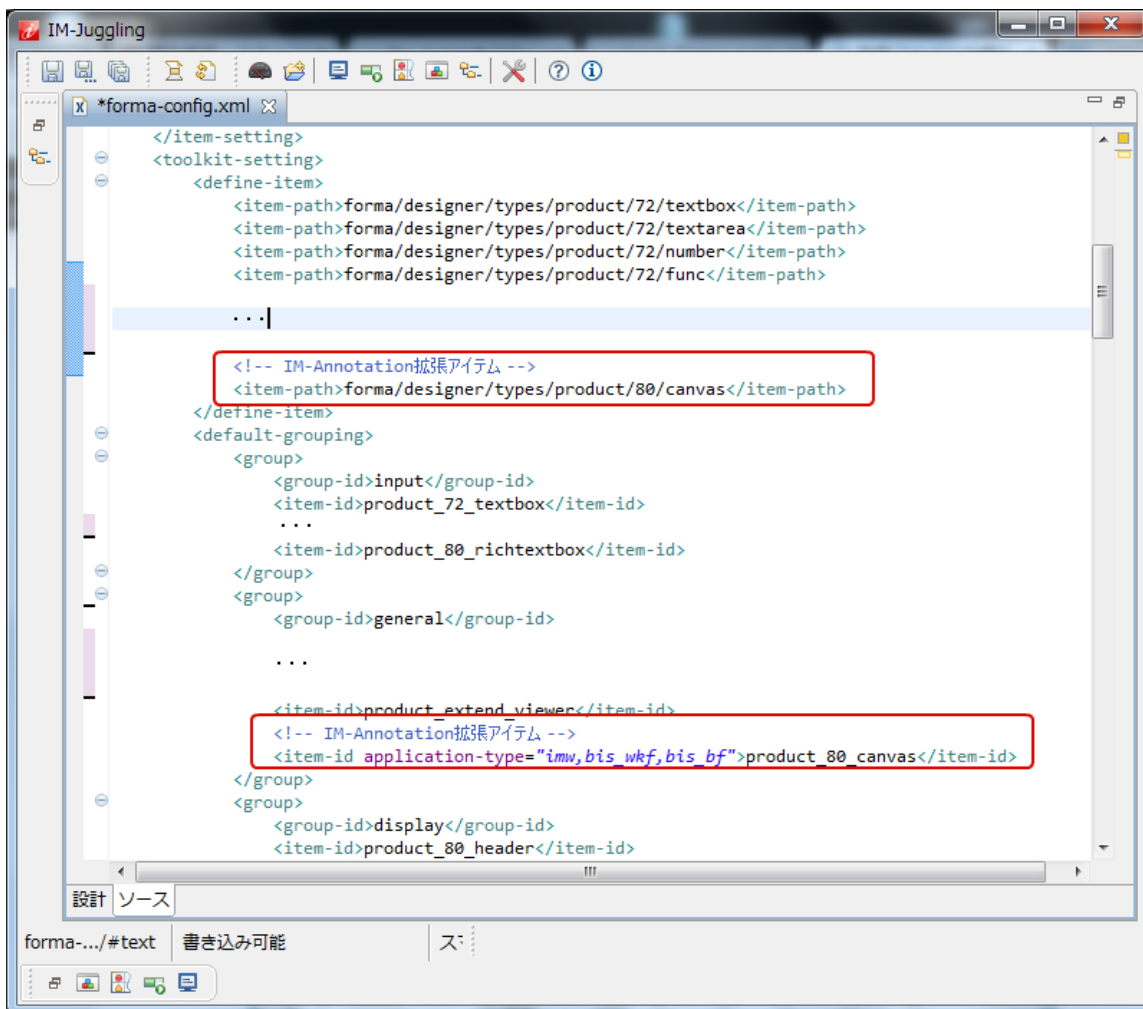 IM-Juggling
*forma-config.xml
</item-setting>
<toolkit-setting>
<define-item>
<item-path>forma/designer/types/product/72/textbox</item-path>
<item-path>forma/designer/types/product/72/textarea</item-path>
<item-path>forma/designer/types/product/72/number</item-path>
<item-path>forma/designer/types/product/72/func</item-path>
...
<!-- IM-Annotation拡張アイテム -->
<item-path>forma/designer/types/product/80/canvas</item-path>
</define-item>
<default-grouping>
<group>
<group-id>input</group-id>
<item-id>product_72_textbox</item-id>
...
<item-id>product_80_richtextbox</item-id>
</group>
<group>
<group-id>general</group-id>
...
<item-id>product_extend_viewer</item-id>
<!-- IM-Annotation拡張アイテム -->
<item-id application-type="imw,bis_wkf,bis_bf">product_80_canvas</item-id>
</group>
<group>
<group-id>display</group-id>
<item-id>product_80_header</item-id>
設計 ソース
forma-.../#text 書き込み可能 スマ